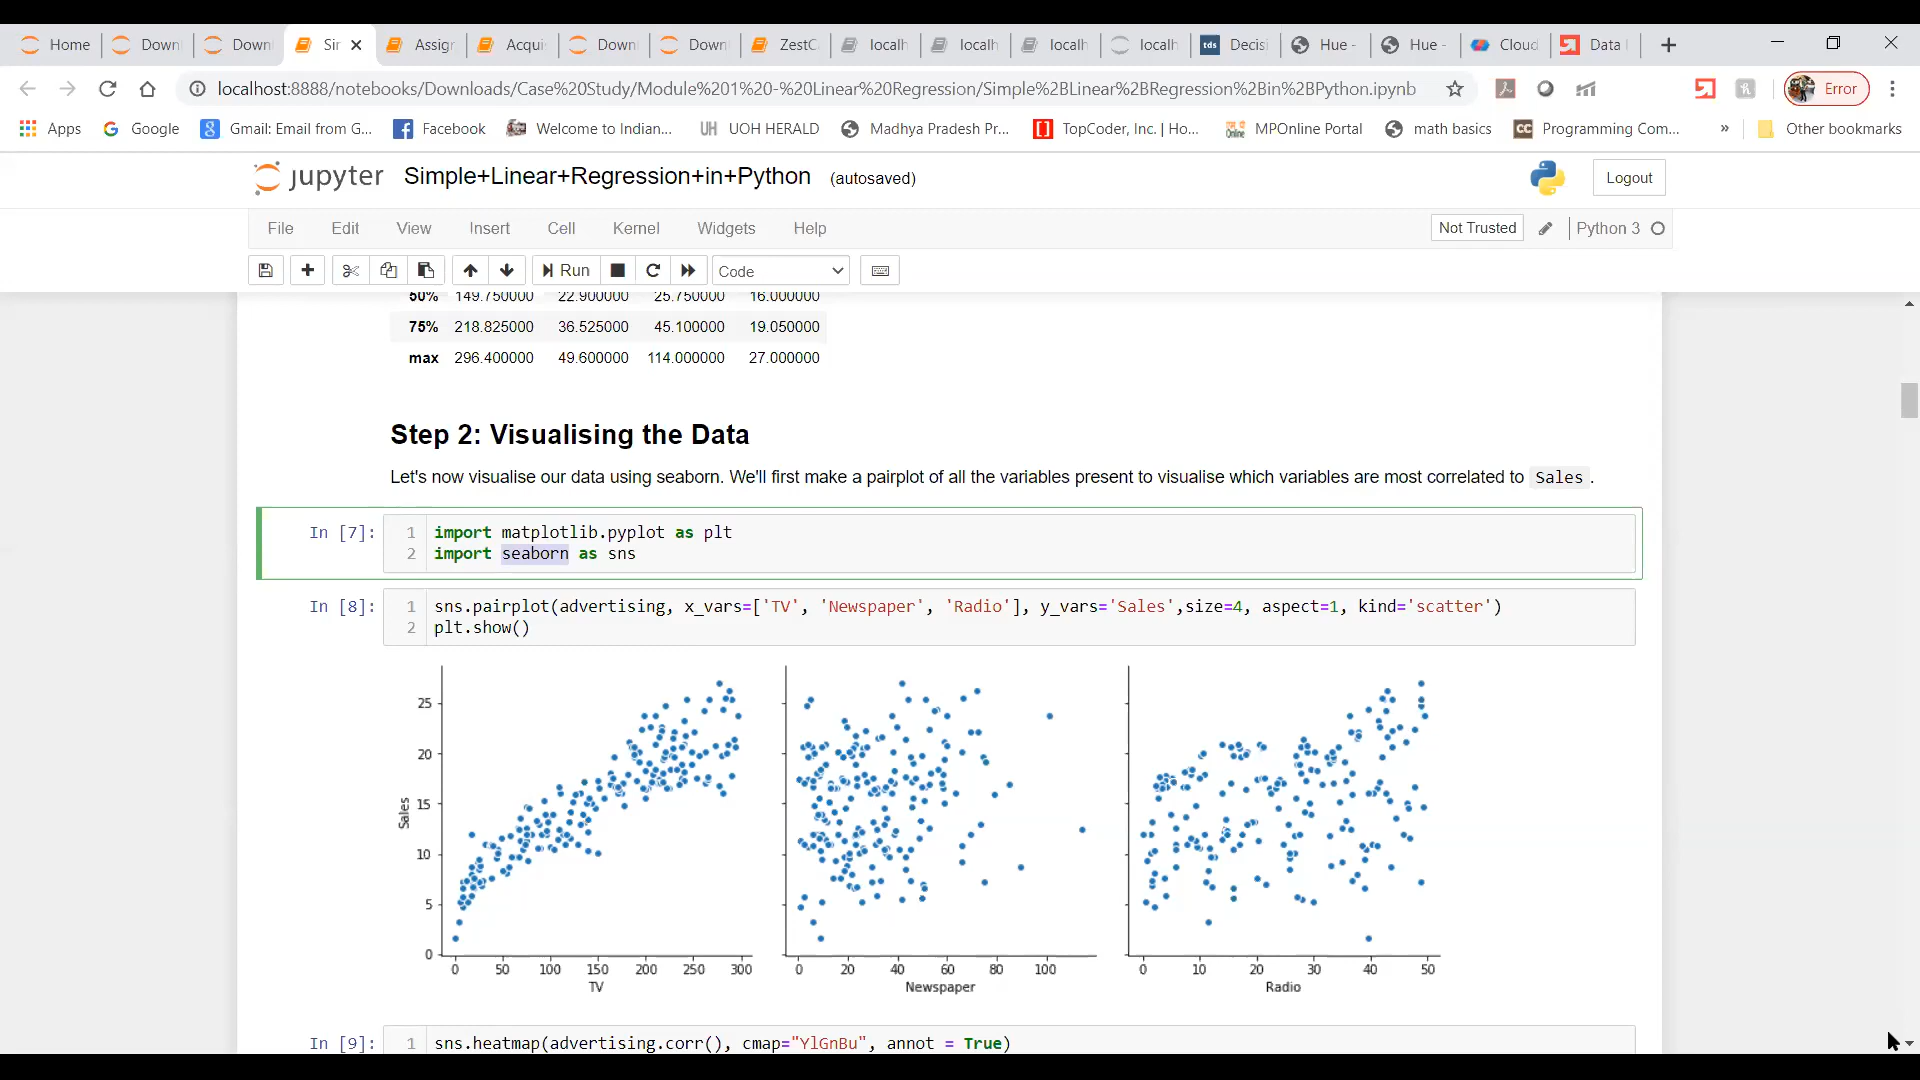 Home
Down
Down
Sir
Assign
Acqui
Down
Down
ZestC
localh
localh
localh
localh
tds Decisi
Hue -
Hue -
Cloud
Data
localhost:8888/notebooks/Downloads/Case%20Study/Module%201%20-%20Linear%20Regression/Simple%2BLinear%2BRegression%2Bin%2BPython.ipynb
Error
Apps
Google
Gmail: Email from G...
Facebook
Welcome to Indian...
UH UOH HERALD
Madhya Pradesh Pr...
TopCoder, Inc. | Ho...
MPOnline Portal
math basics
CC Programming Com...
»
Other bookmarks
jupyter Simple+Linear+Regression+in+Python (autosaved)
Logout
File Edit View Insert Cell Kernel Widgets Help
Not Trusted
Python 3
Run
Code
50% 149.750000 22.900000 25.750000 16.000000
75% 218.825000 36.525000 45.100000 19.050000
max 296.400000 49.600000 114.000000 27.000000
Step 2: Visualising the Data
Let's now visualise our data using seaborn. We'll first make a pairplot of all the variables present to visualise which variables are most correlated to Sales .
In [7]: 1 import matplotlib.pyplot as plt
2 import seaborn as sns
In [8]: 1 sns.pairplot(advertising, x_vars=['TV', 'Newspaper', 'Radio'], y_vars='Sales',size=4, aspect=1, kind='scatter')
2 plt.show()
25
20
15
10
5
0
Sales
0 50 100 150 200 250 300
TV
0 20 40 60 80 100
Newspaper
0 10 20 30 40 50
Radio
In [9]: 1 sns.heatmap(advertising.corr(), cmap="YlGnBu", annot = True)